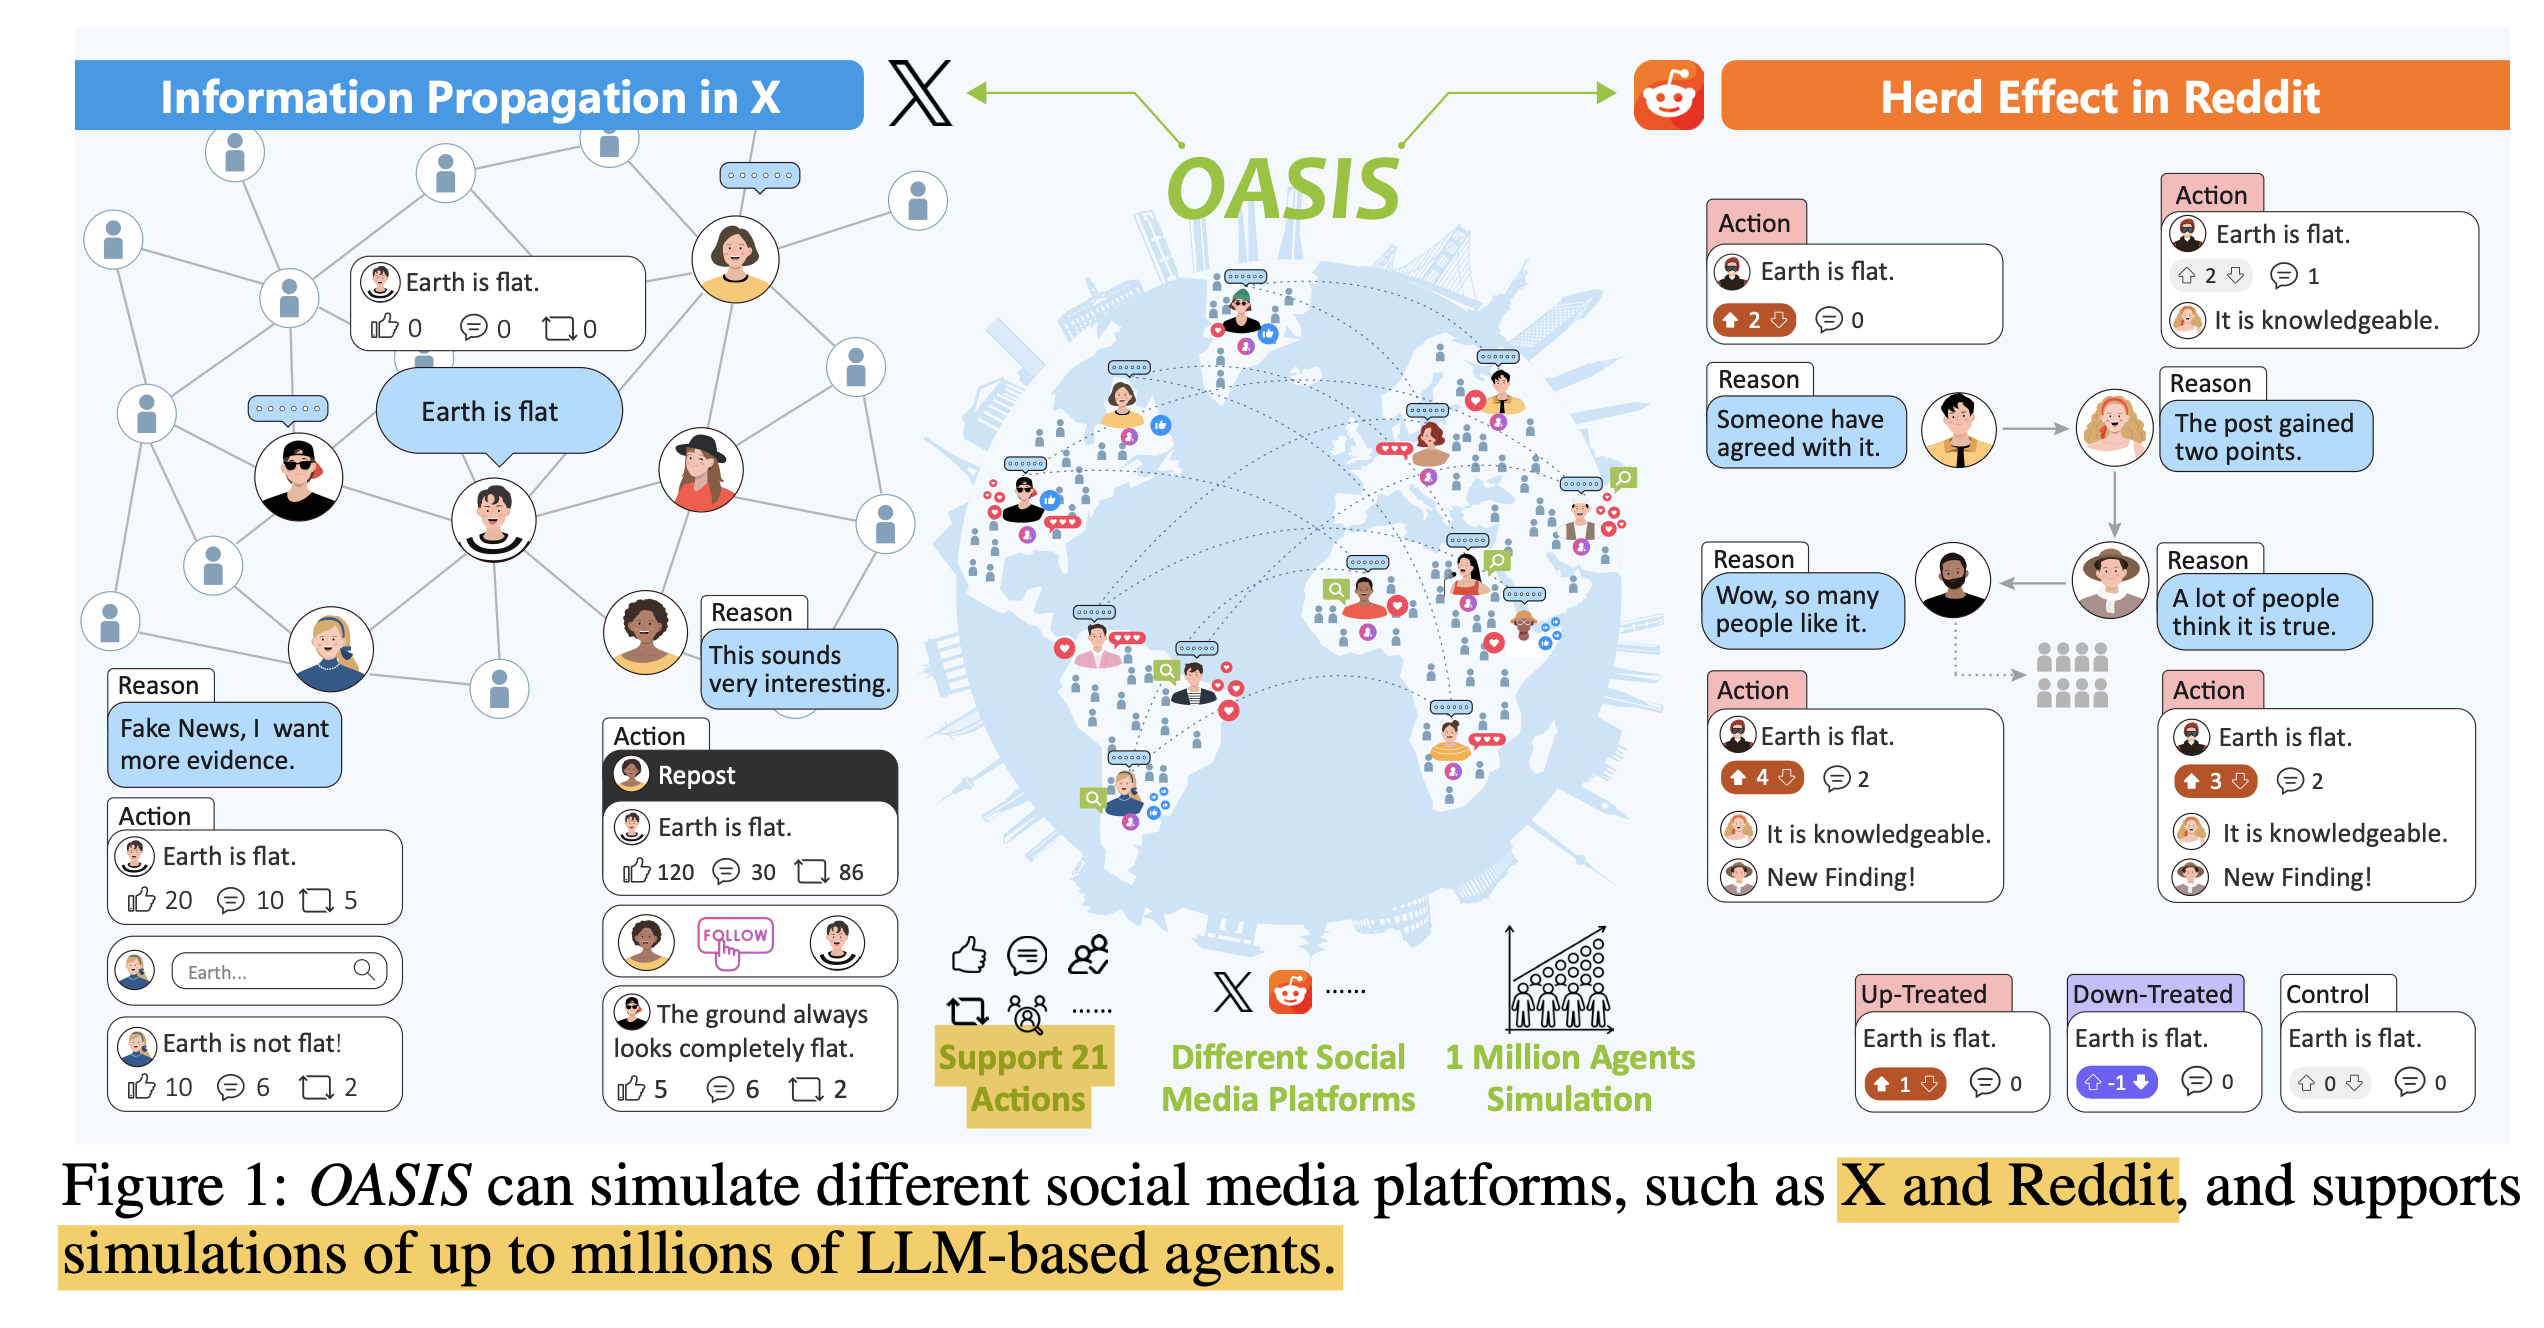 Information Propagation in X
OASIS
Herd Effect in Reddit
Earth is flat.
0 0 0
Earth is flat
Reason
This sounds
very interesting.
Reason
Fake News, I want
more evidence.
Action
Earth is flat.
20 10 5
Earth...
Earth is not flat!
10 6 2
Action
Repost
Earth is flat.
120 30 86
FOLLOW
The ground always
looks completely flat.
5 6 2
Support 21
Actions
Different Social
Media Platforms
1 Million Agents
Simulation
Action
Earth is flat.
2 0
Action
Earth is flat.
2 1
It is knowledgeable.
Reason
Someone have
agreed with it.
Reason
The post gained
two points.
Reason
Wow, so many
people like it.
Reason
A lot of people
think it is true.
Action
Earth is flat.
4 2
It is knowledgeable.
New Finding!
Action
Earth is flat.
3 2
It is knowledgeable.
New Finding!
Up-Treated
Earth is flat.
1 0
Down-Treated
Earth is flat.
-1 0
Control
Earth is flat.
0 0
Figure 1: OASIS can simulate different social media platforms, such as X and Reddit, and supports
simulations of up to millions of LLM-based agents.